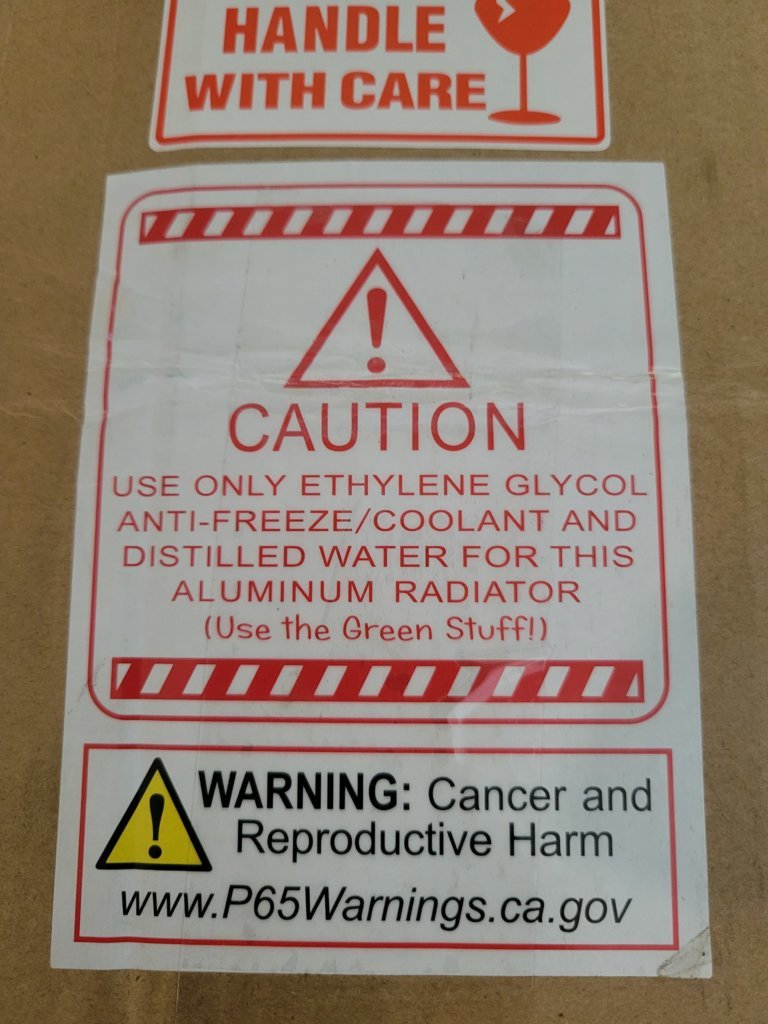 HANDLE
WITH CARE
CAUTION
USE ONLY ETHYLENE GLYCOL
ANTI-FREEZE/COOLANT AND
DISTILLED WATER FOR THIS
ALUMINUM RADIATOR
(Use the Green Stuff!)
WARNING: Cancer and
Reproductive Harm
www.P65Warnings.ca.gov